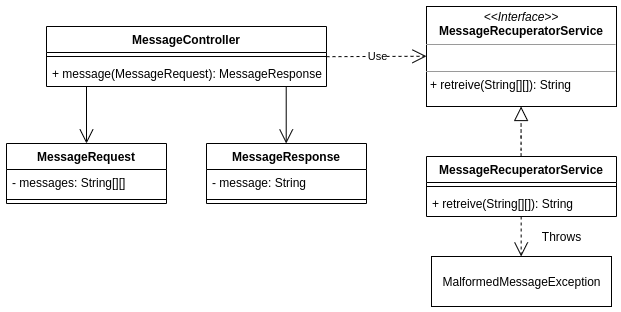 MessageController
+ message(MessageRequest): MessageResponse
Use
<<Interface>>
MessageRecuperatorService
+ retreive(String[][]): String
MessageRequest
- messages: String[][]
MessageResponse
- message: String
MessageRecuperatorService
+ retreive(String[][]): String
Throws
MalformedMessageException